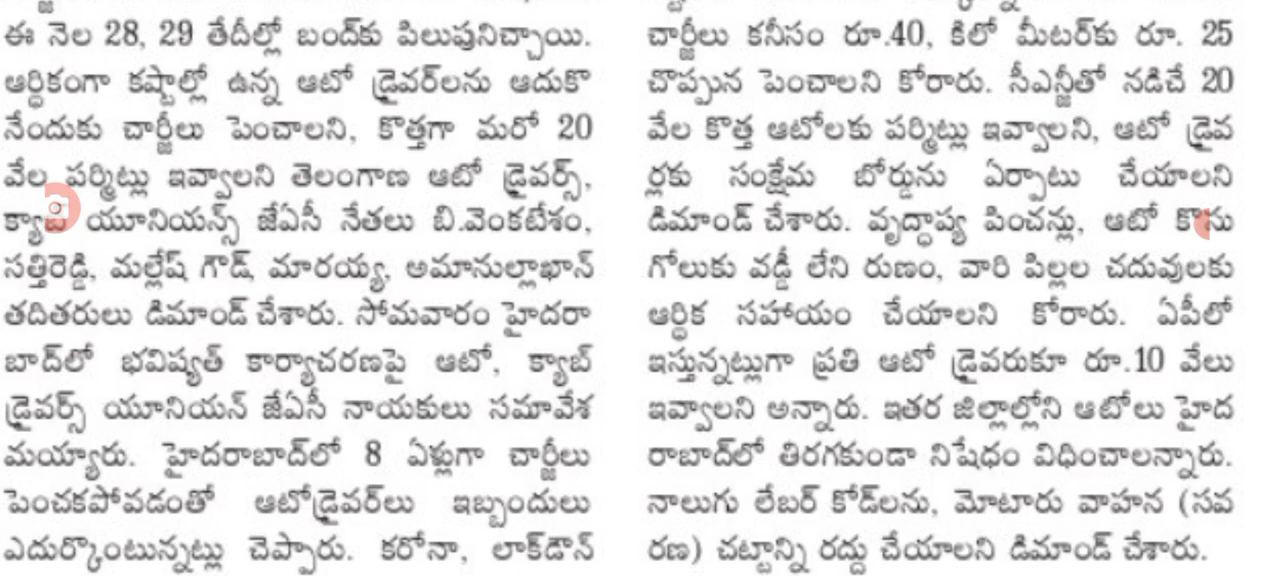 ఈ నెల 28, 29 తేదీల్లో బంద్‌కు పిలుపునిచ్చాయి.
ఆర్థికంగా కష్టాల్లో ఉన్న ఆటో డ్రైవర్‌లను ఆదుకొ
నేందుకు చార్జీలు పెంచాలని, కొత్తగా మరో 20
వేల పర్మిట్లు ఇవ్వాలని తెలంగాణ ఆటో డ్రైవర్స్,
క్యాబ్ యూనియన్స్ జేఏసీ నేతలు బి.వెంకటేశం,
సత్తిరెడ్డి, మల్లేష్ గౌడ్, మారయ్య, అమానుల్లాఖాన్
తదితరులు డిమాండ్ చేశారు. సోమవారం హైదరా
బాద్‌లో భవిష్యత్ కార్యాచరణపై ఆటో, క్యాబ్
డ్రైవర్స్ యూనియన్ జేఏసీ నాయకులు సమావేశ
మయ్యారు. హైదరాబాద్‌లో 8 ఏళ్లుగా చార్జీలు
పెంచకపోవడంతో ఆటోడ్రైవర్‌లు ఇబ్బందులు
ఎదుర్కొంటున్నట్లు చెప్పారు. కరోనా, లాక్‌డౌన్
చార్జీలు కనీసం రూ.40, కిలో మీటర్‌కు రూ. 25
చొప్పున పెంచాలని కోరారు. సీఎన్జీతో నడిచే 20
వేల కొత్త ఆటోలకు పర్మిట్లు ఇవ్వాలని, ఆటో డ్రైవ
ర్లకు సంక్షేమ బోర్డును ఏర్పాటు చేయాలని
డిమాండ్ చేశారు. వృద్ధాప్య పించన్లు, ఆటో కొను
గోలుకు వడ్డీ లేని రుణం, వారి పిల్లల చదువులకు
ఆర్థిక సహాయం చేయాలని కోరారు. ఏపీలో
ఇస్తున్నట్లుగా ప్రతి ఆటో డ్రైవరుకూ రూ.10 వేలు
ఇవ్వాలని అన్నారు. ఇతర జిల్లాల్లోని ఆటోలు హైద
రాబాద్‌లో తిరగకుండా నిషేధం విధించాలన్నారు.
నాలుగు లేబర్ కోడ్‌లను, మోటారు వాహన (సవ
రణ) చట్టాన్ని రద్దు చేయాలని డిమాండ్ చేశారు.